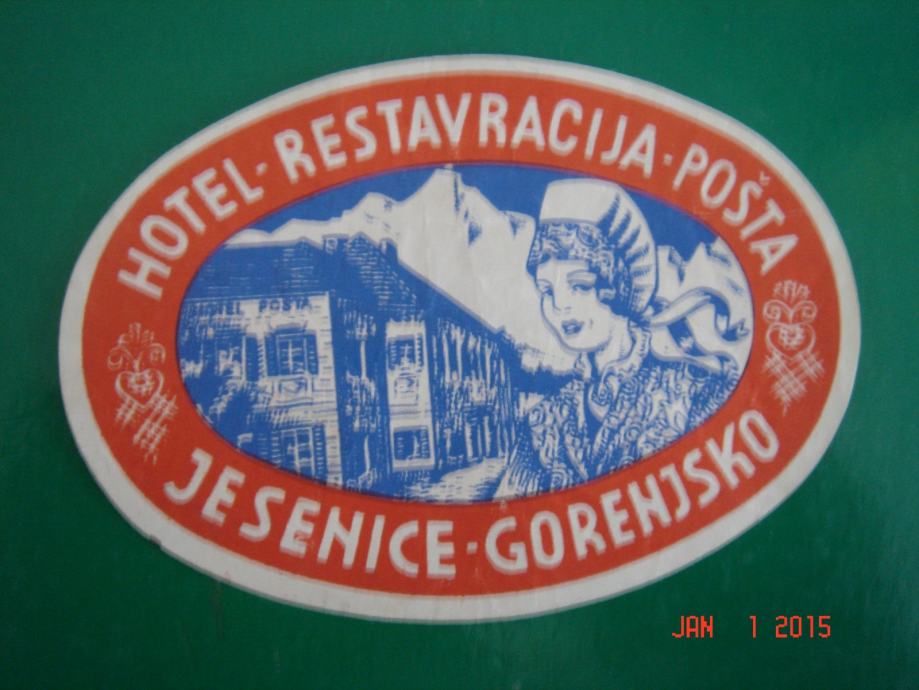 HOTEL · RESTAVRACIJA · POŠTA
HOTEL POŠTA
JESENICE · GORENJSKO
JAN 1 2015